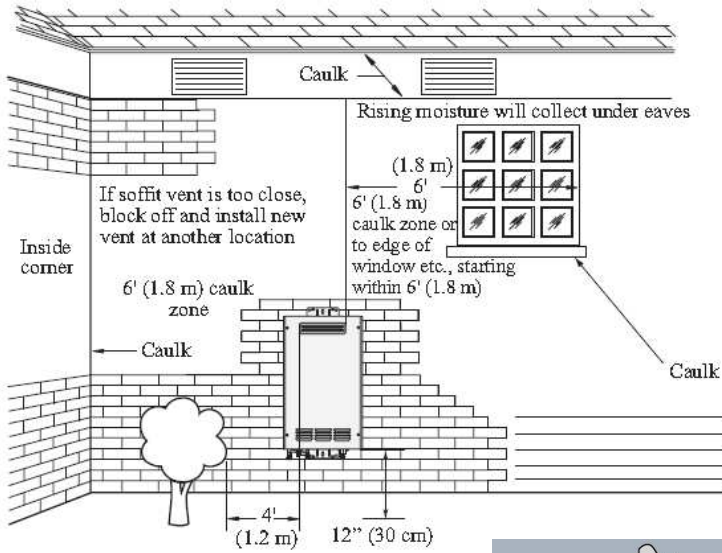 Caulk
Rising moisture will collect under eaves
(1.8 m)
6'
If soffit vent is too close,
block off and install new
vent at another location
6' (1.8 m)
caulk zone or
to edge of
window etc., starting
within 6' (1.8 m)
Inside
corner
6' (1.8 m) caulk
zone
Caulk
Caulk
4'
(1.2 m)
12” (30 cm)